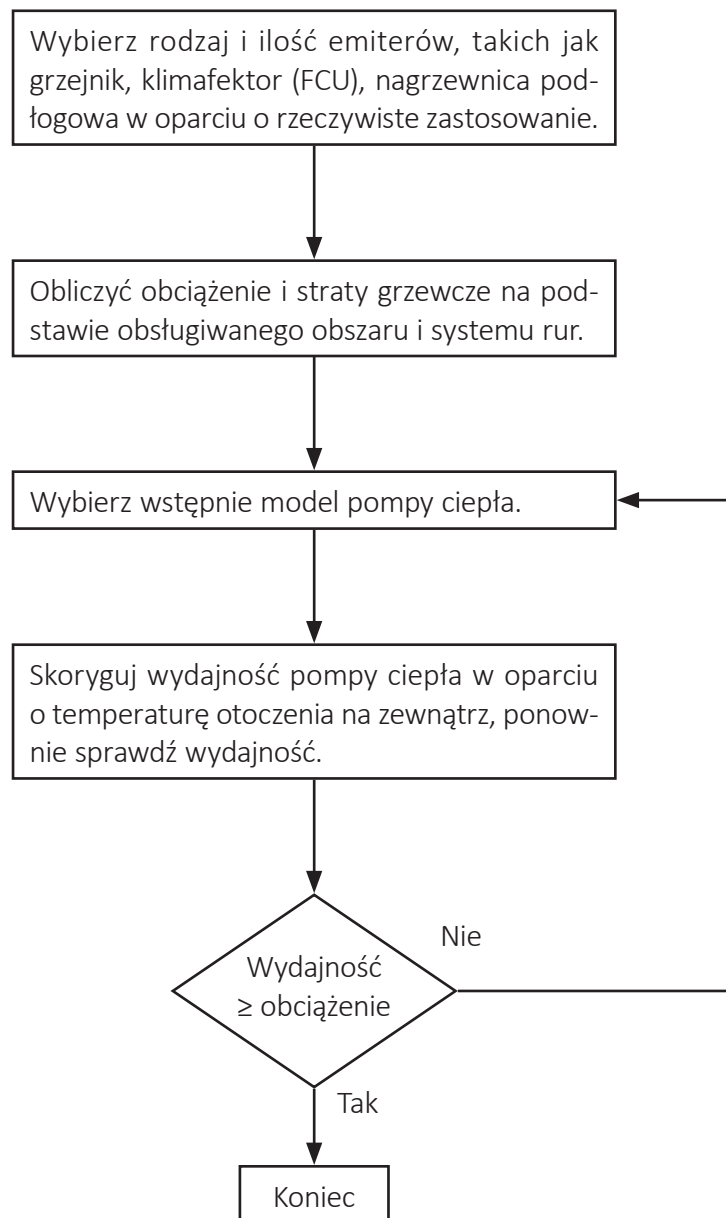 Wybierz rodzaj i ilość emiterów, takich jak
grzejnik, klimafektor (FCU), nagrzewnica pod-
łogowa w oparciu o rzeczywiste zastosowanie.
Obliczyć obciążenie i straty grzewcze na pod-
stawie obsługiwanego obszaru i systemu rur.
Wybierz wstępnie model pompy ciepła.
Skoryguj wydajność pompy ciepła w oparciu
o temperaturę otoczenia na zewnątrz, ponow-
nie sprawdź wydajność.
Nie
Wydajność
≥ obciążenie
Tak
Koniec